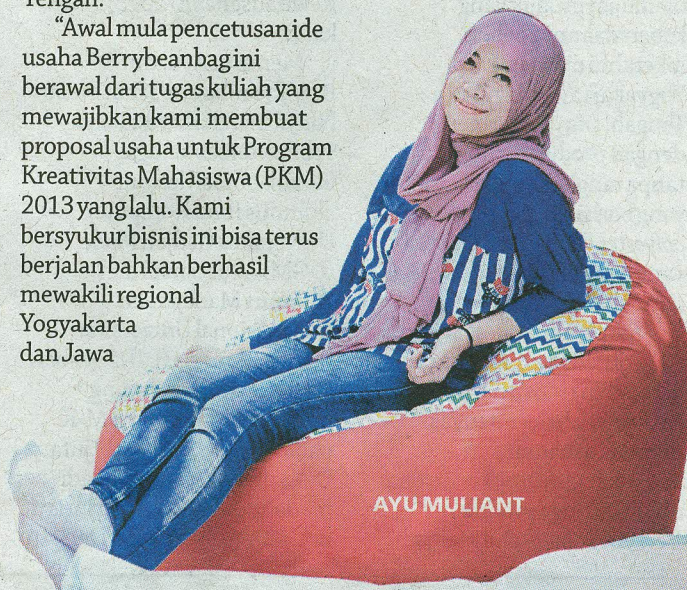 Tengah.
“Awal mula pencetusan ide
usaha Berrybeanbag ini
berawal dari tugas kuliah yang
mewajibkan kami membuat
proposal usaha untuk Program
Kreativitas Mahasiswa (PKM)
2013 yang lalu. Kami
bersyukur bisnis ini bisa terus
berjalan bahkan berhasil
mewakili regional
Yogyakarta
dan Jawa
AYU MULIANT